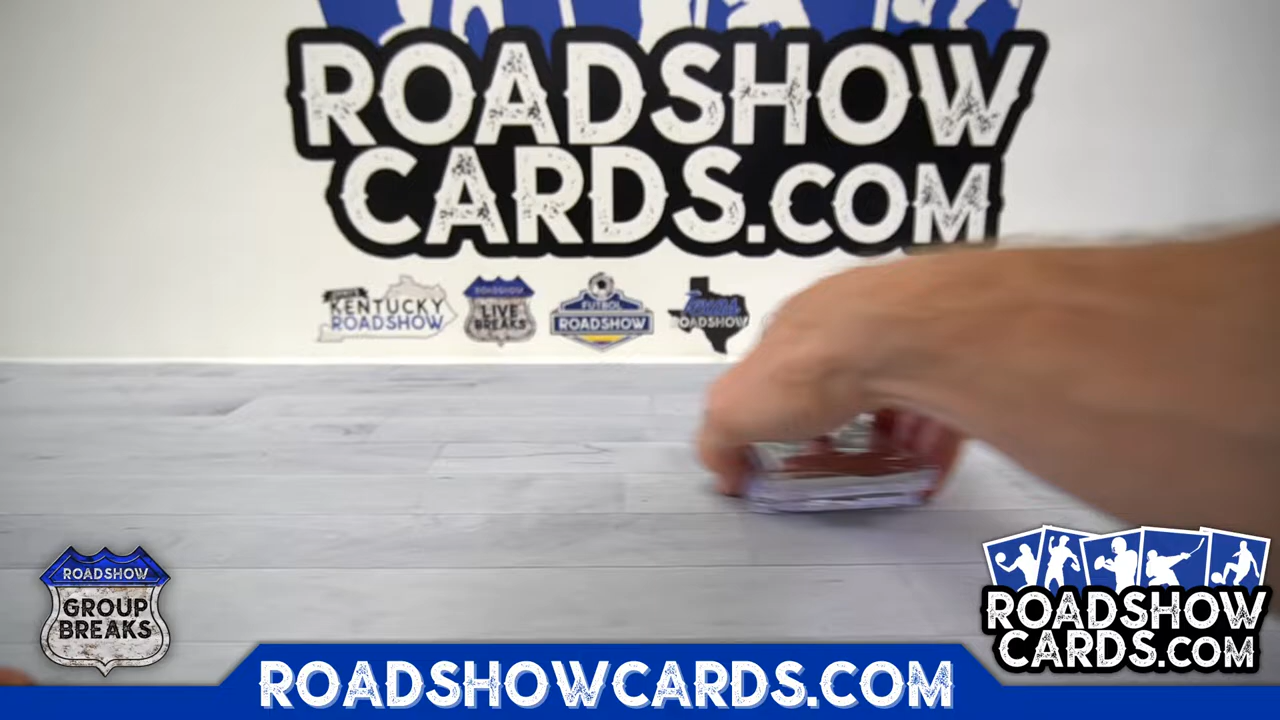 ROADSHOW
CARDS.COM
KENTUCKY
ROADSHOW
ROADSHOW
LIVE
BREAKS
FUTBOL
ROADSHOW
Texas
ROADSHOW
ROADSHOW
GROUP
BREAKS
ROADSHOWCARDS.COM
ROADSHOW
CARDS.COM